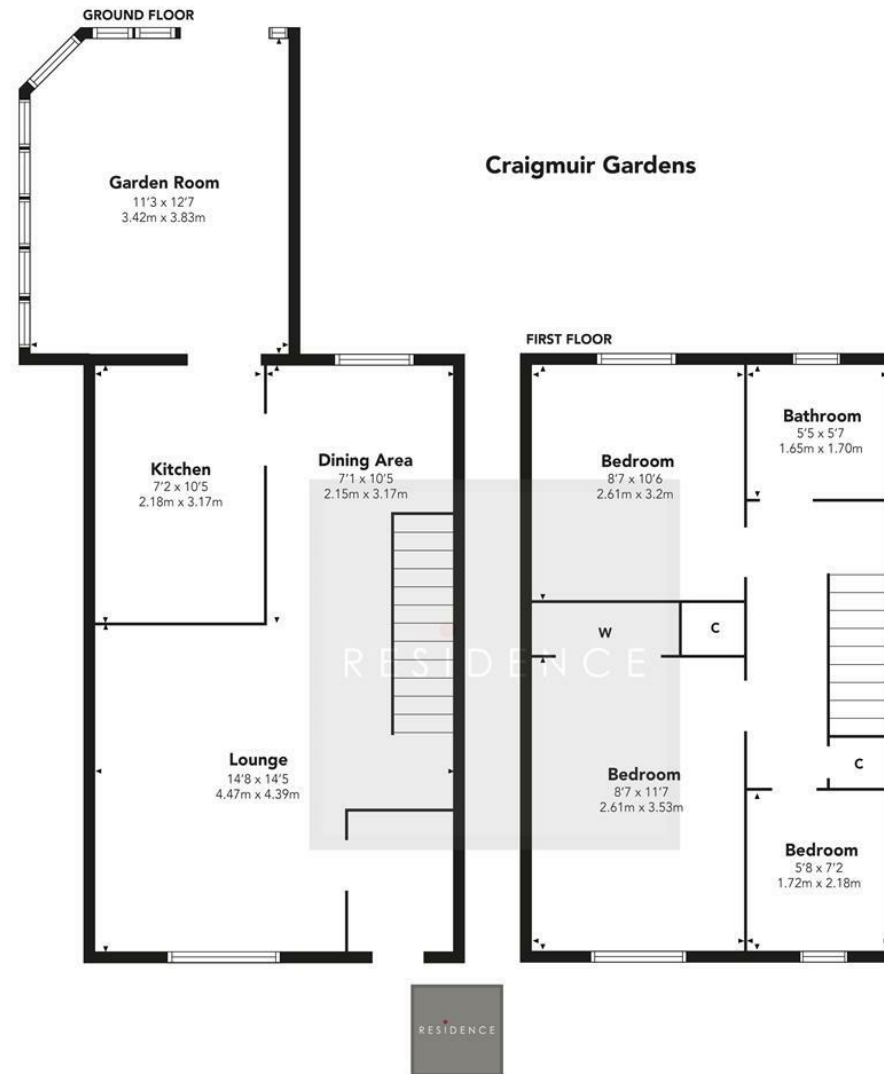 GROUND FLOOR
Garden Room
11'3 x 12'7
3.42m x 3.83m
Craigmuir Gardens
Kitchen
7'2 x 10'5
2.18m x 3.17m
Dining Area
7'1 x 10'5
2.15m x 3.17m
Lounge
14'8 x 14'5
4.47m x 4.39m
FIRST FLOOR
Bedroom
8'7 x 10'6
2.61m x 3.2m
Bathroom
5'5 x 5'7
1.65m x 1.70m
W
C
Bedroom
8'7 x 11'7
2.61m x 3.53m
C
Bedroom
5'8 x 7'2
1.72m x 2.18m
RESIDENCE
RESIDENCE